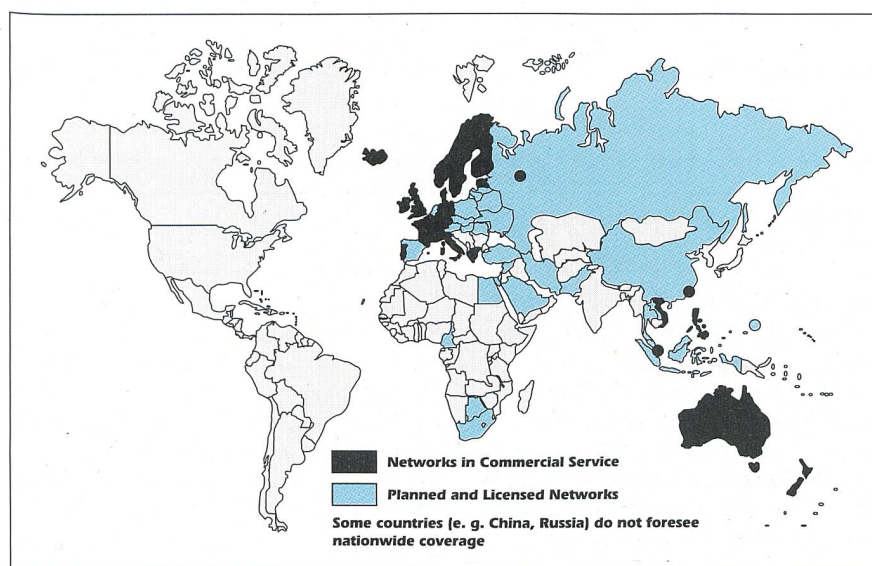 Networks in Commercial Service
Planned and Licensed Networks
Some countries (e. g. China, Russia) do not foresee
nationwide coverage